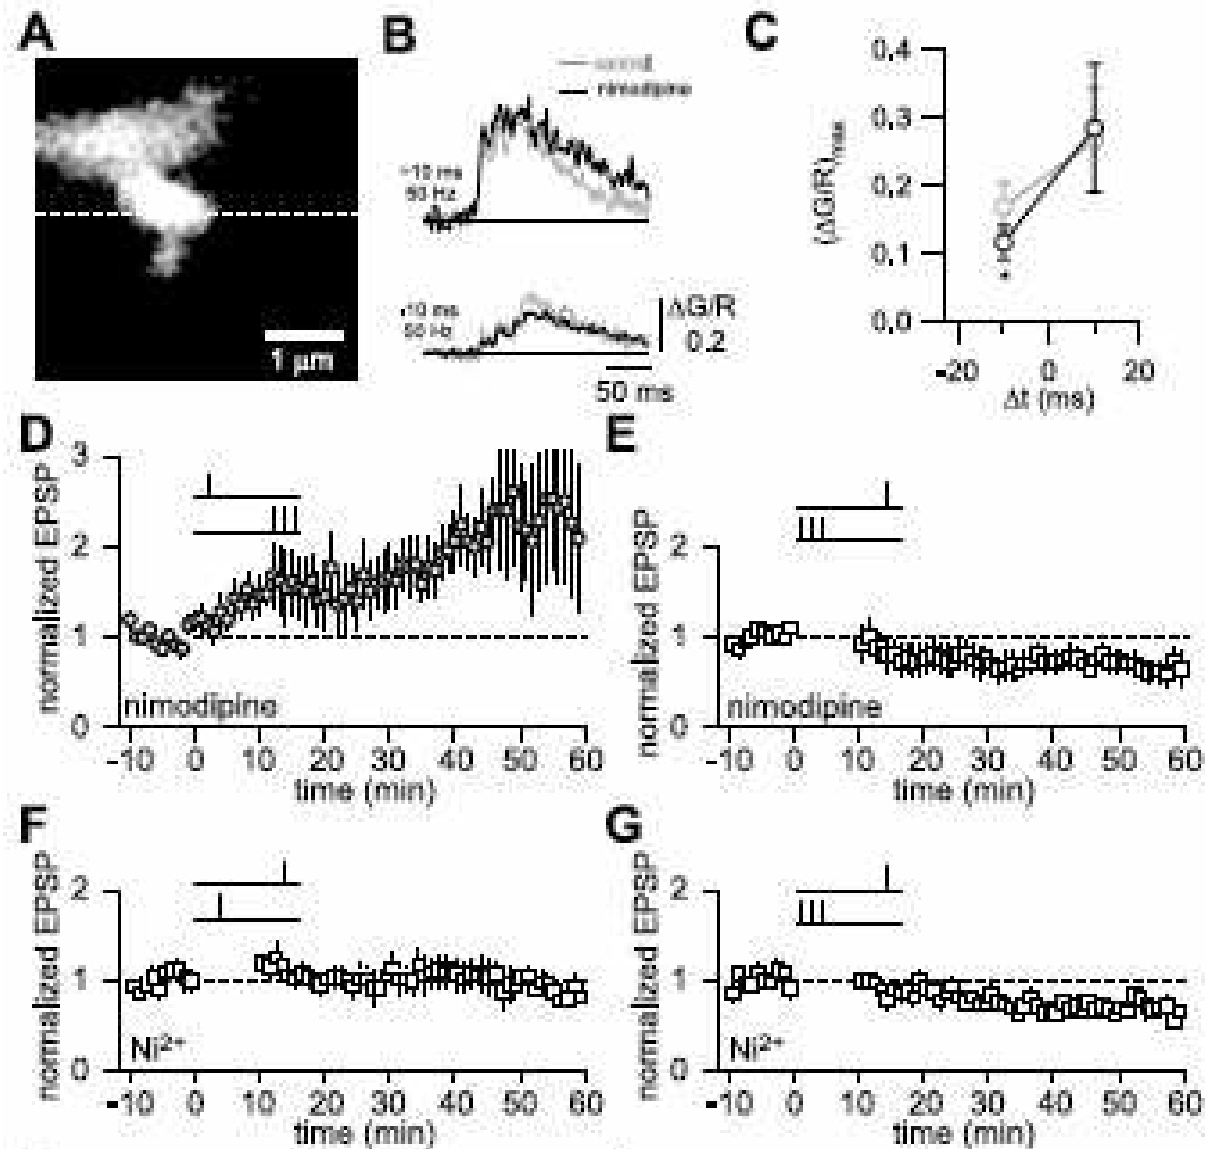 A
1 µm
B
nimodipine
+10 ms
50 Hz
-10 ms
50 Hz
ΔG/R
0.2
50 ms
C
0.4
0.3
0.2
0.1
0.0
(ΔG/R)max
-20 0 20
Δt (ms)
*
D
3
2
1
0
normalized EPSP
nimodipine
-10 0 10 20 30 40 50 60
time (min)
E
2
1
0
normalized EPSP
nimodipine
-10 0 10 20 30 40 50 60
time (min)
F
2
1
0
normalized EPSP
Ni²⁺
-10 0 10 20 30 40 50 60
time (min)
G
2
1
0
normalized EPSP
Ni²⁺
-10 0 10 20 30 40 50 60
time (min)